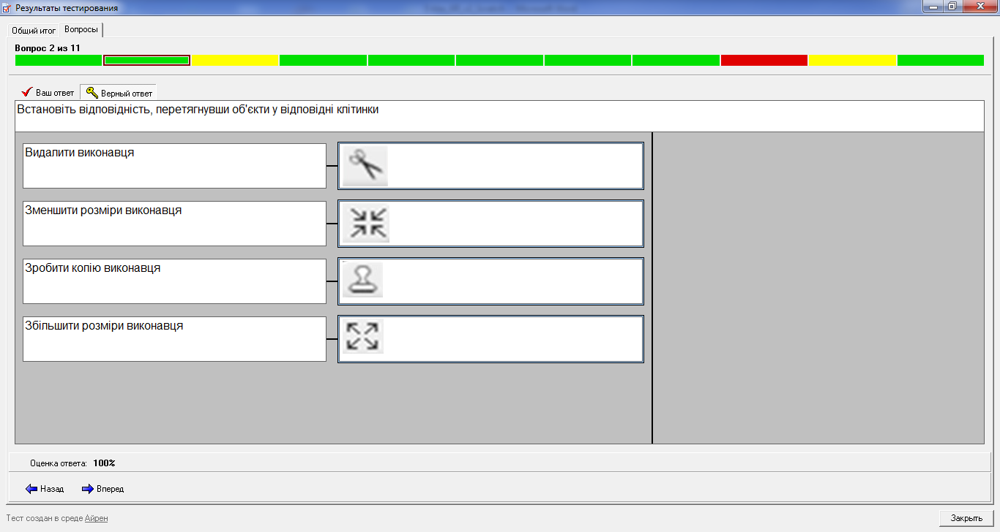 Результаты тестирования
Общий итог Вопросы
Вопрос 2 из 11
Ваш ответ Верный ответ
Встановіть відповідність, перетягнувши об'єкти у відповідні клітинки
Видалити виконавця
Зменшити розміри виконавця
Зробити копію виконавця
Збільшити розміри виконавця
Оценка ответа: 100%
Назад Вперед
Тест создан в среде Айрен
Закрыть